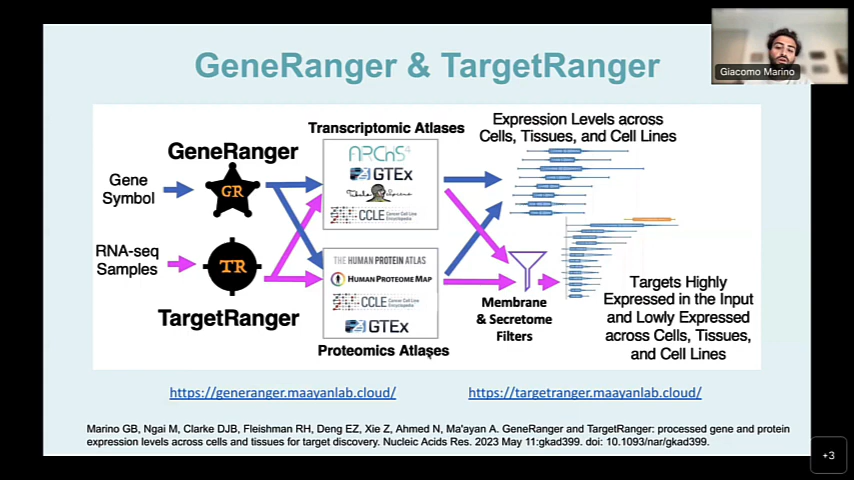 GeneRanger & TargetRanger
Giacomo Marino
Transcriptomic Atlases
Expression Levels across
Cells, Tissues, and Cell Lines
GeneRanger
Gene
Symbol
GR
ARCHS4
GTEx
CCLE Cancer Cell Line
Encyclopedia
RNA-seq
Samples
TR
THE HUMAN PROTEIN ATLAS
HUMAN PROTEOME MAP
CCLE Cancer Cell Line
Encyclopedia
GTEx
TargetRanger
Proteomics Atlases
Membrane
& Secretome
Filters
Targets Highly
Expressed in the Input
and Lowly Expressed
across Cells, Tissues,
and Cell Lines
https://generanger.maayanlab.cloud/
https://targetranger.maayanlab.cloud/
Marino GB, Ngai M, Clarke DJB, Fleishman RH, Deng EZ, Xie Z, Ahmed N, Ma'ayan A. GeneRanger and TargetRanger: processed gene and protein
expression levels across cells and tissues for target discovery. Nucleic Acids Res. 2023 May 11:gkad399. doi: 10.1093/nar/gkad399.
+3